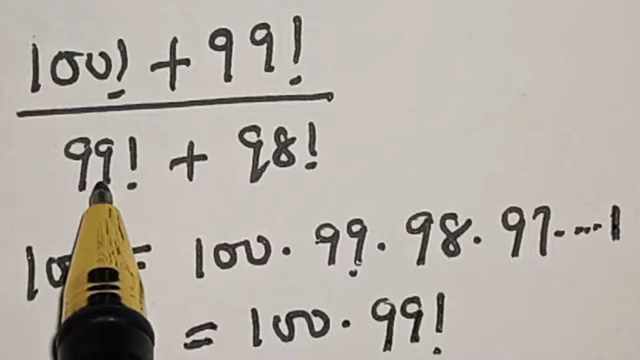 100! + 99!
99! + 98!
= 100 · 99 · 98 · 97 ····1
= 100 · 99!